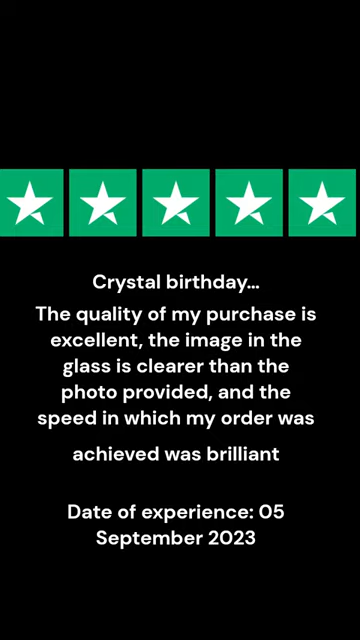 Crystal birthday...
The quality of my purchase is
excellent, the image in the
glass is clearer than the
photo provided, and the
speed in which my order was
achieved was brilliant
Date of experience: 05
September 2023